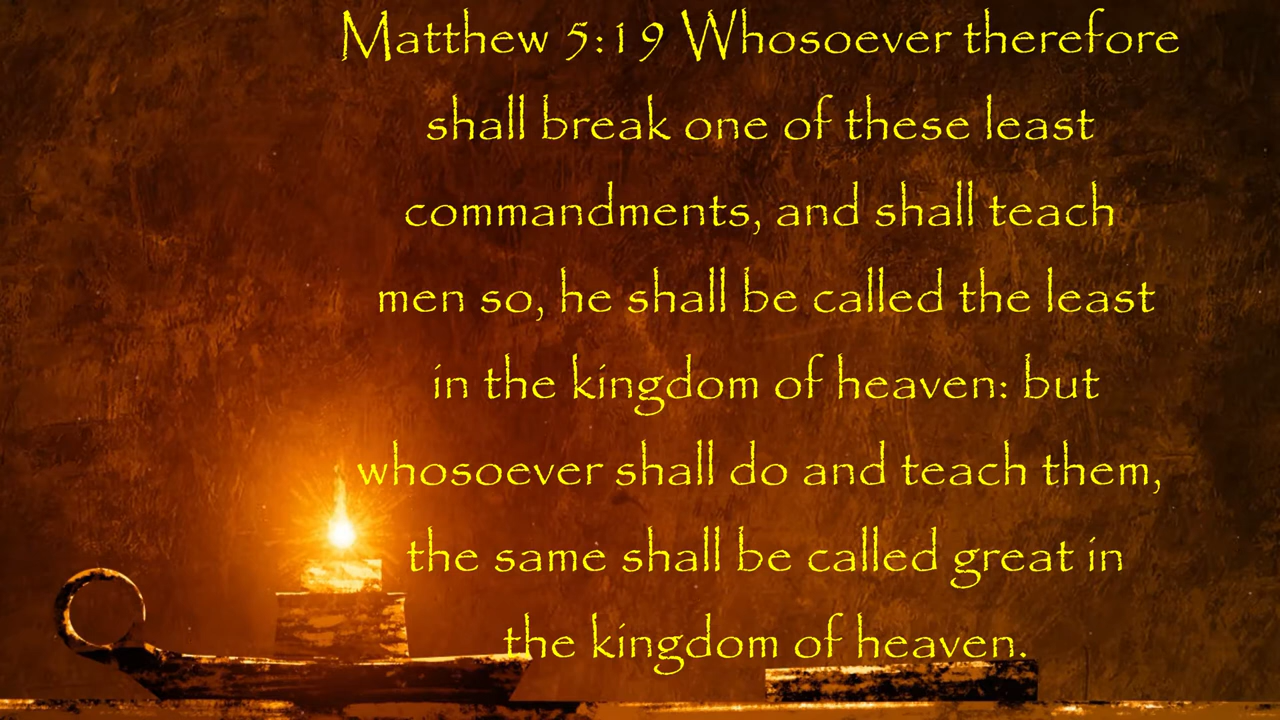 Matthew 5:19 Whosoever therefore
shall break one of these least
commandments, and shall teach
men so, he shall be called the least
in the kingdom of heaven: but
whosoever shall do and teach them,
the same shall be called great in
the kingdom of heaven.